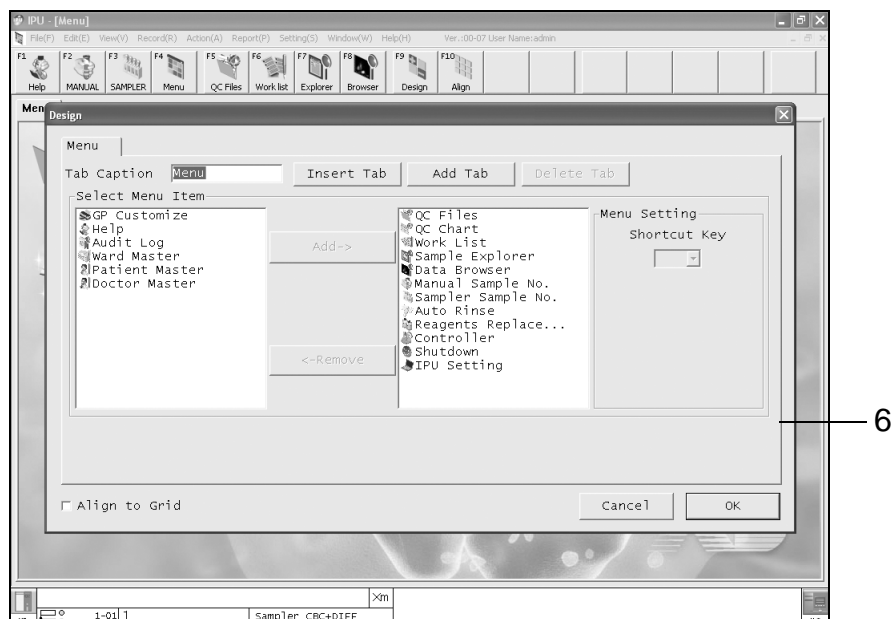 IPU - [Menu]
File(F) Edit(E) View(V) Record(R) Action(A) Report(P) Setting(S) Window(W) Help(H) Ver.:00-07 User Name:admin
F1 F2 F3 F4 F5 F6 F7 F8 F9 F10
Help MANUAL SAMPLER Menu QC Files Work list Explorer Browser Design Align
Men
Design
Menu
Tab Caption Menu Insert Tab Add Tab Delete Tab
Select Menu Item
GP Customize
Help
Audit Log
Ward Master
Patient Master
Doctor Master
Add->
<-Remove
QC Files
QC Chart
Work List
Sample Explorer
Data Browser
Manual Sample No.
Sampler Sample No.
Auto Rinse
Reagents Replace...
Controller
Shutdown
IPU Setting
Menu Setting
Shortcut Key
6
Align to Grid
Cancel OK
Xm
1-01 1 Sampler CBC+DIFF